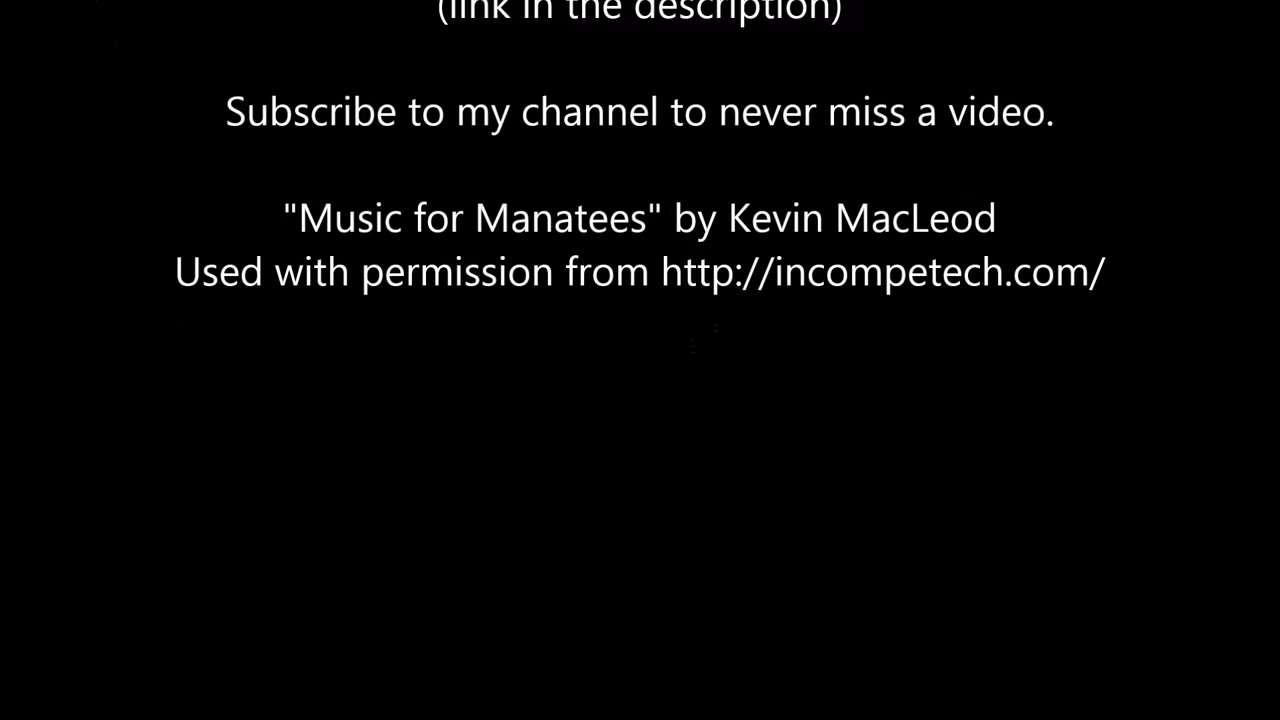 (link in the description)
Subscribe to my channel to never miss a video.
"Music for Manatees" by Kevin MacLeod
Used with permission from http://incompetech.com/